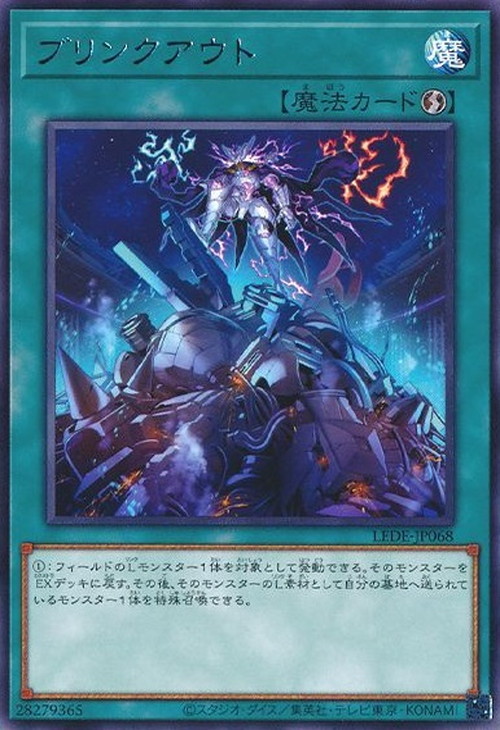 ブリンクアウト
魔
【魔法カード】
LEDE-JP068
①:フィールドのLモンスター1体を対象として発動できる。そのモンスターを
EXデッキに戻す。その後、そのモンスターのL素材として自分の墓地へ送られて
いるモンスター1体を特殊召喚できる。
28279365
©スタジオ・ダイス/集英社・テレビ東京・KONAMI